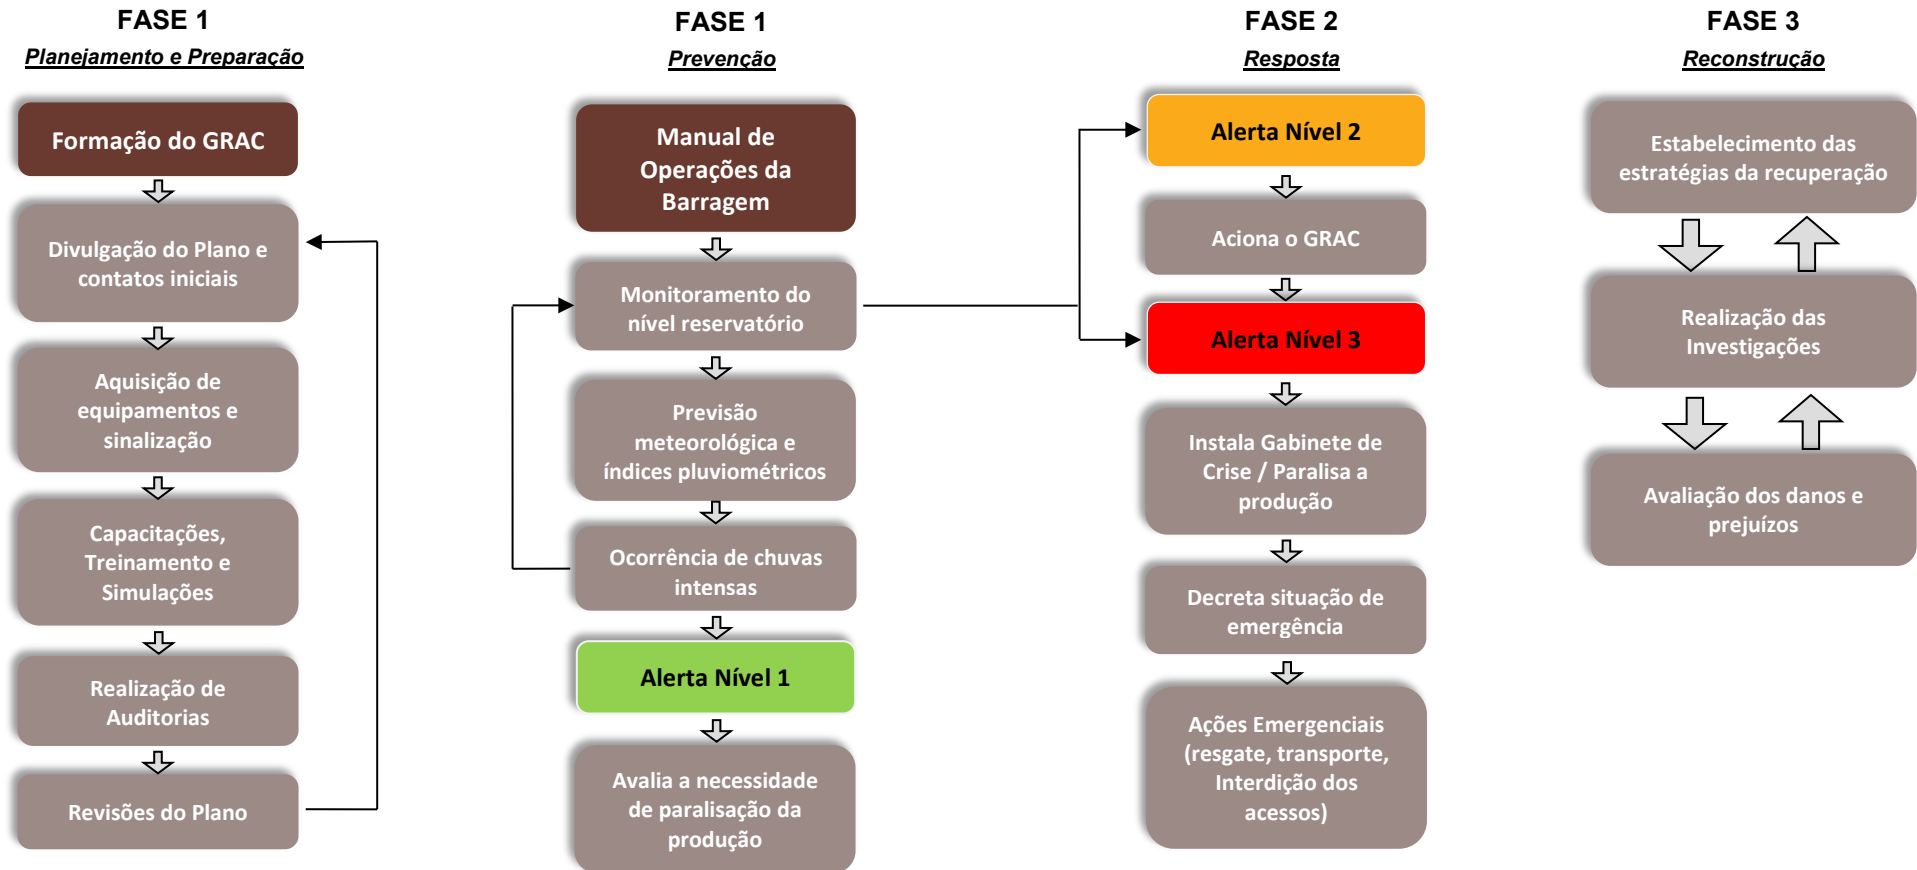 FASE 1
Planejamento e Preparação
Formação do GRAC
Divulgação do Plano e
contatos iniciais
Aquisição de
equipamentos e
sinalização
Capacitações,
Treinamento e
Simulações
Realização de
Auditorias
Revisões do Plano
FASE 1
Prevenção
Manual de
Operações da
Barragem
Monitoramento do
nível reservatório
Previsão
meteorológica e
índices pluviométricos
Ocorrência de chuvas
intensas
Alerta Nível 1
Avalia a necessidade
de paralisação da
produção
FASE 2
Resposta
Alerta Nível 2
Aciona o GRAC
Alerta Nível 3
Instala Gabinete de
Crise / Paralisa a
produção
Decreta situação de
emergência
Ações Emergenciais
(resgate, transporte,
Interdição dos
acessos)
FASE 3
Reconstrução
Estabelecimento das
estratégias da recuperação
Realização das
Investigações
Avaliação dos danos e
prejuízos